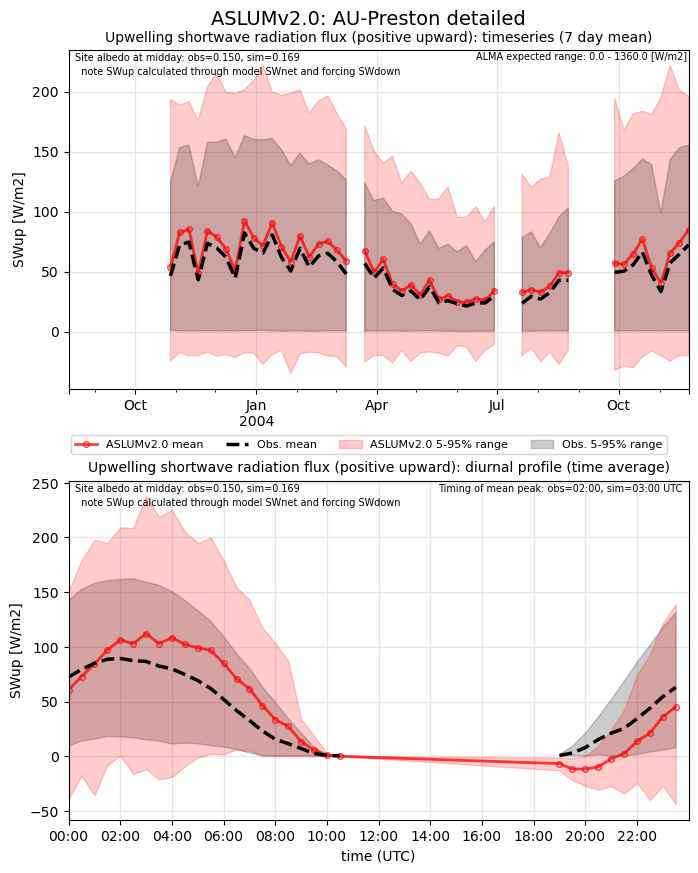 ASLUMv2.0: AU-Preston detailed
Upwelling shortwave radiation flux (positive upward): timeseries (7 day mean)
Site albedo at midday: obs=0.150, sim=0.169
ALMA expected range: 0.0 - 1360.0 [W/m2]
note SWup calculated through model SWnet and forcing SWdown
SWup [W/m2]
200
150
100
50
0
Oct
Jan
2004
Apr
Jul
Oct
ASLUMv2.0 mean
Obs. mean
ASLUMv2.0 5-95% range
Obs. 5-95% range
Upwelling shortwave radiation flux (positive upward): diurnal profile (time average)
Site albedo at midday: obs=0.150, sim=0.169
Timing of mean peak: obs=02:00, sim=03:00 UTC
note SWup calculated through model SWnet and forcing SWdown
SWup [W/m2]
250
200
150
100
50
0
−50
00:00
02:00
04:00
06:00
08:00
10:00
12:00
14:00
16:00
18:00
20:00
22:00
time (UTC)